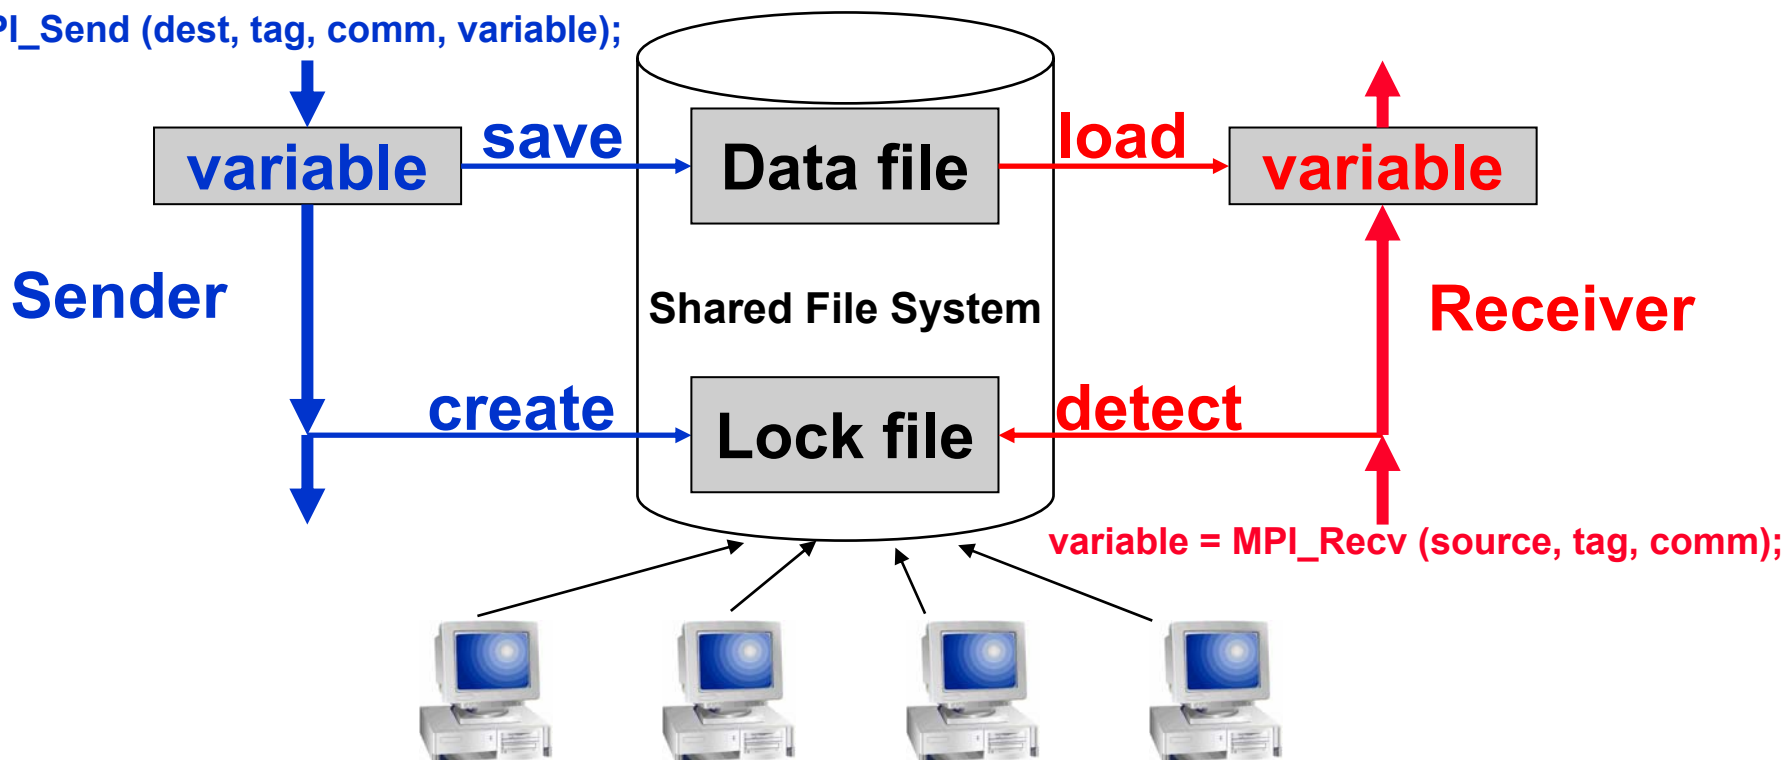 PI_Send (dest, tag, comm, variable);
save
load
variable
Data file
variable
Sender
Shared File System
Receiver
create
detect
Lock file
variable = MPI_Recv (source, tag, comm);